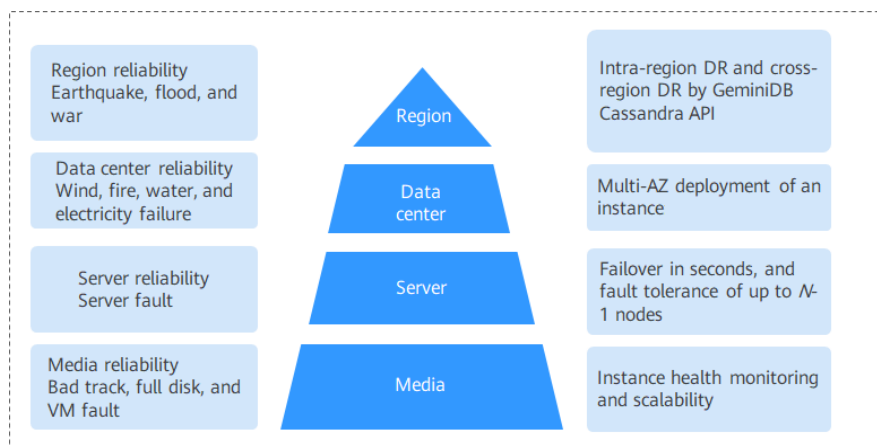 Region reliability
Earthquake, flood, and
war
Region
Intra-region DR and cross-
region DR by GeminiDB
Cassandra API
Data center reliability
Wind, fire, water, and
electricity failure
Data
center
Multi-AZ deployment of an
instance
Server reliability
Server fault
Server
Failover in seconds, and
fault tolerance of up to N-
1 nodes
Media reliability
Bad track, full disk, and
VM fault
Media
Instance health monitoring
and scalability